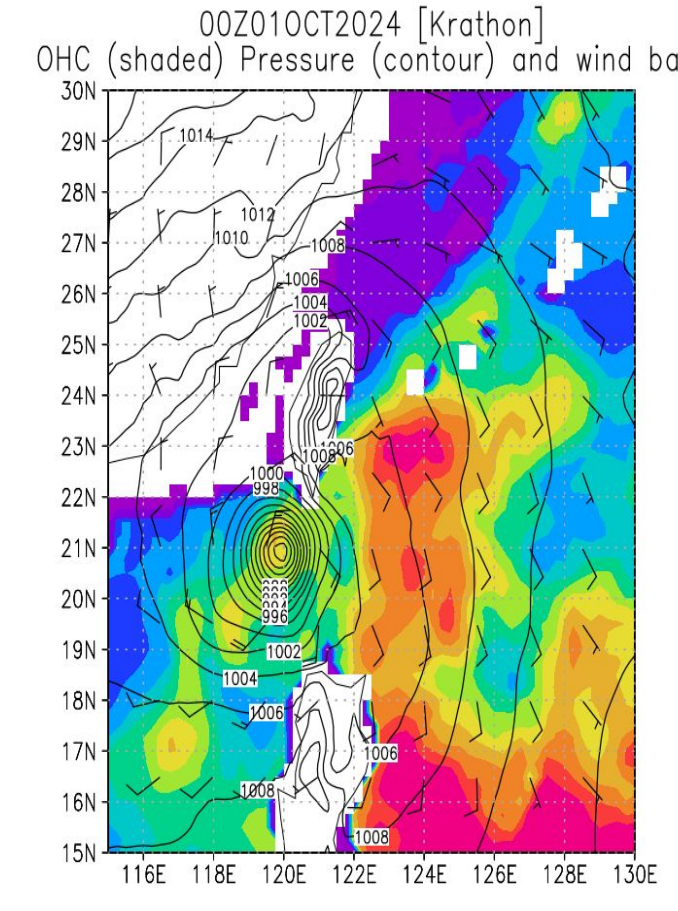 00Z01OCT2024 [Krathon]
OHC (shaded) Pressure (contour) and wind ba
30N
29N
28N
27N
26N
25N
24N
23N
22N
21N
20N
19N
18N
17N
16N
15N
1014
1012
1010
1008
1006
1004
1002
1006
1008
1000
998
996
1002
1004
1006
1006
1008
1008
116E 118E 120E 122E 124E 126E 128E 130E